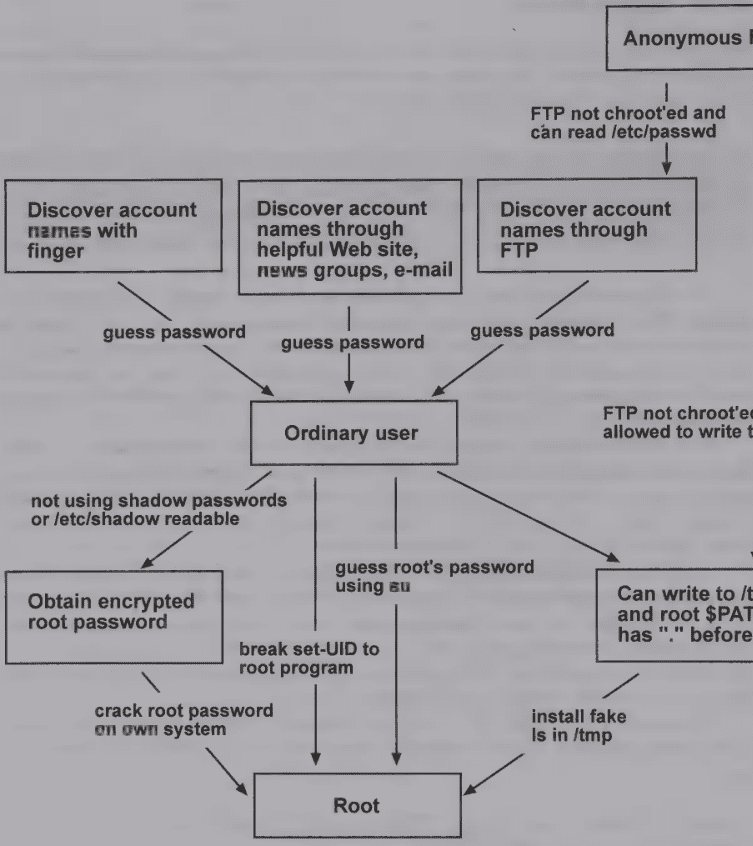 Anonymous F
FTP not chroot'ed and
can read /etc/passwd
Discover account
names with
finger
Discover account
names through
helpful Web site,
news groups, e-mail
Discover account
names through
FTP
guess password
guess password
guess password
Ordinary user
FTP not chroot'ed
allowed to write t
not using shadow passwords
or /etc/shadow readable
Obtain encrypted
root password
guess root's password
using su
Can write to /t
and root $PAT
has "." before
break set-UID to
root program
crack root password
on own system
install fake
ls in /tmp
Root